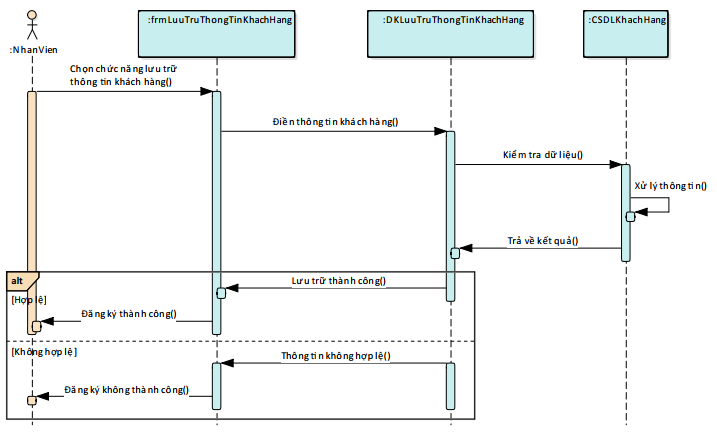 :NhanVien
:frmLuuTruThongTinKhachHang
:DKLuuTruThongTinKhachHang
:CSDLKhachHang
Chọn chức năng lưu trữ
thông tin khách hàng()
Điền thông tin khách hàng()
Kiểm tra dữ liệu()
Xử lý thông tin()
Trả về kết quả()
alt
Lưu trữ thành công()
[Hợp lệ]
Đăng ký thành công()
[Không hợp lệ]
Thông tin không hợp lệ()
Đăng ký không thành công()